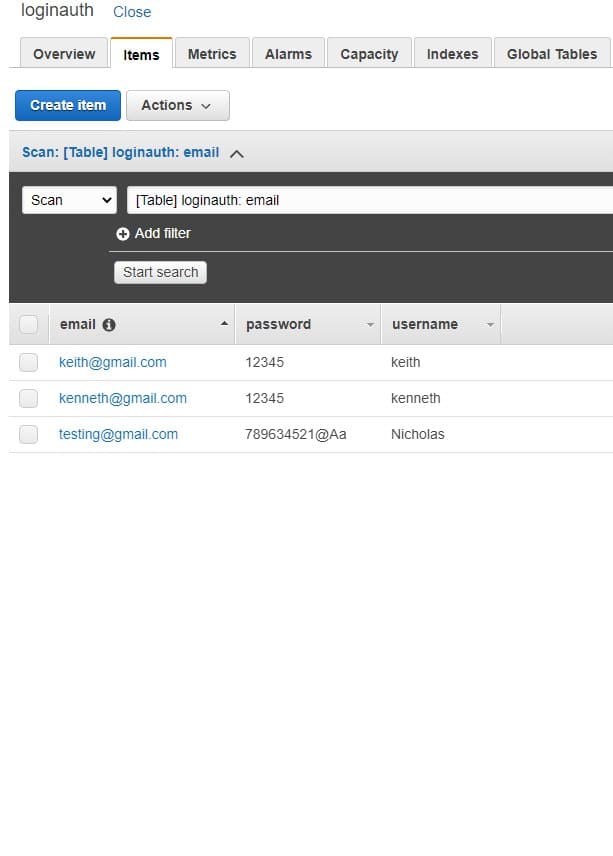 loginauth Close
Overview Items Metrics Alarms Capacity Indexes Global Tables
Create item Actions
Scan: [Table] loginauth: email
Scan [Table] loginauth: email
Add filter
Start search
email password username
keith@gmail.com 12345 keith
kenneth@gmail.com 12345 kenneth
testing@gmail.com 789634521@Aa Nicholas